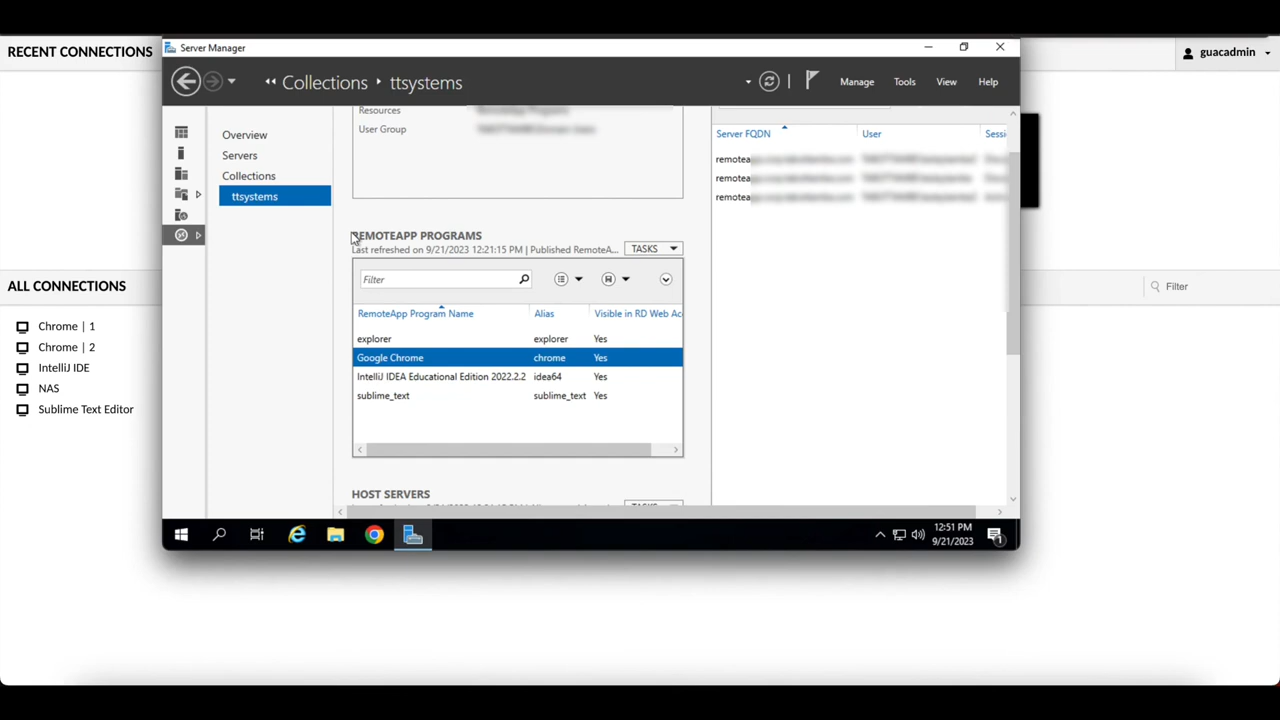 RECENT CONNECTIONS
guacadmin
Server Manager
Collections ttsystems
Manage Tools View Help
Overview
Servers
Collections
ttsystems
Resources
User Group
Server FQDN User Sessi
remotea
remotea
remotea
REMOTEAPP PROGRAMS
Last refreshed on 9/21/2023 12:21:15 PM | Published RemoteA...
TASKS
Filter
RemoteApp Program Name Alias Visible in RD Web Ac
explorer explorer Yes
Google Chrome chrome Yes
IntelliJ IDEA Educational Edition 2022.2.2 idea64 Yes
sublime_text sublime_text Yes
HOST SERVERS
ALL CONNECTIONS
Filter
Chrome | 1
Chrome | 2
IntelliJ IDE
NAS
Sublime Text Editor
12:51 PM
9/21/2023
1